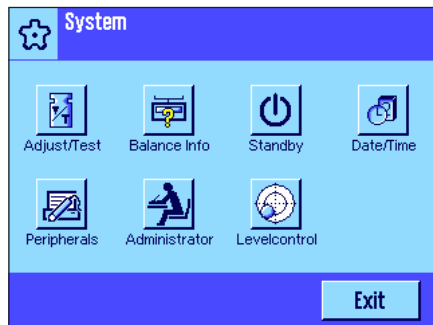 System
Adjust/Test
Balance Info
Standby
Date/Time
Peripherals
Administrator
Levelcontrol
Exit